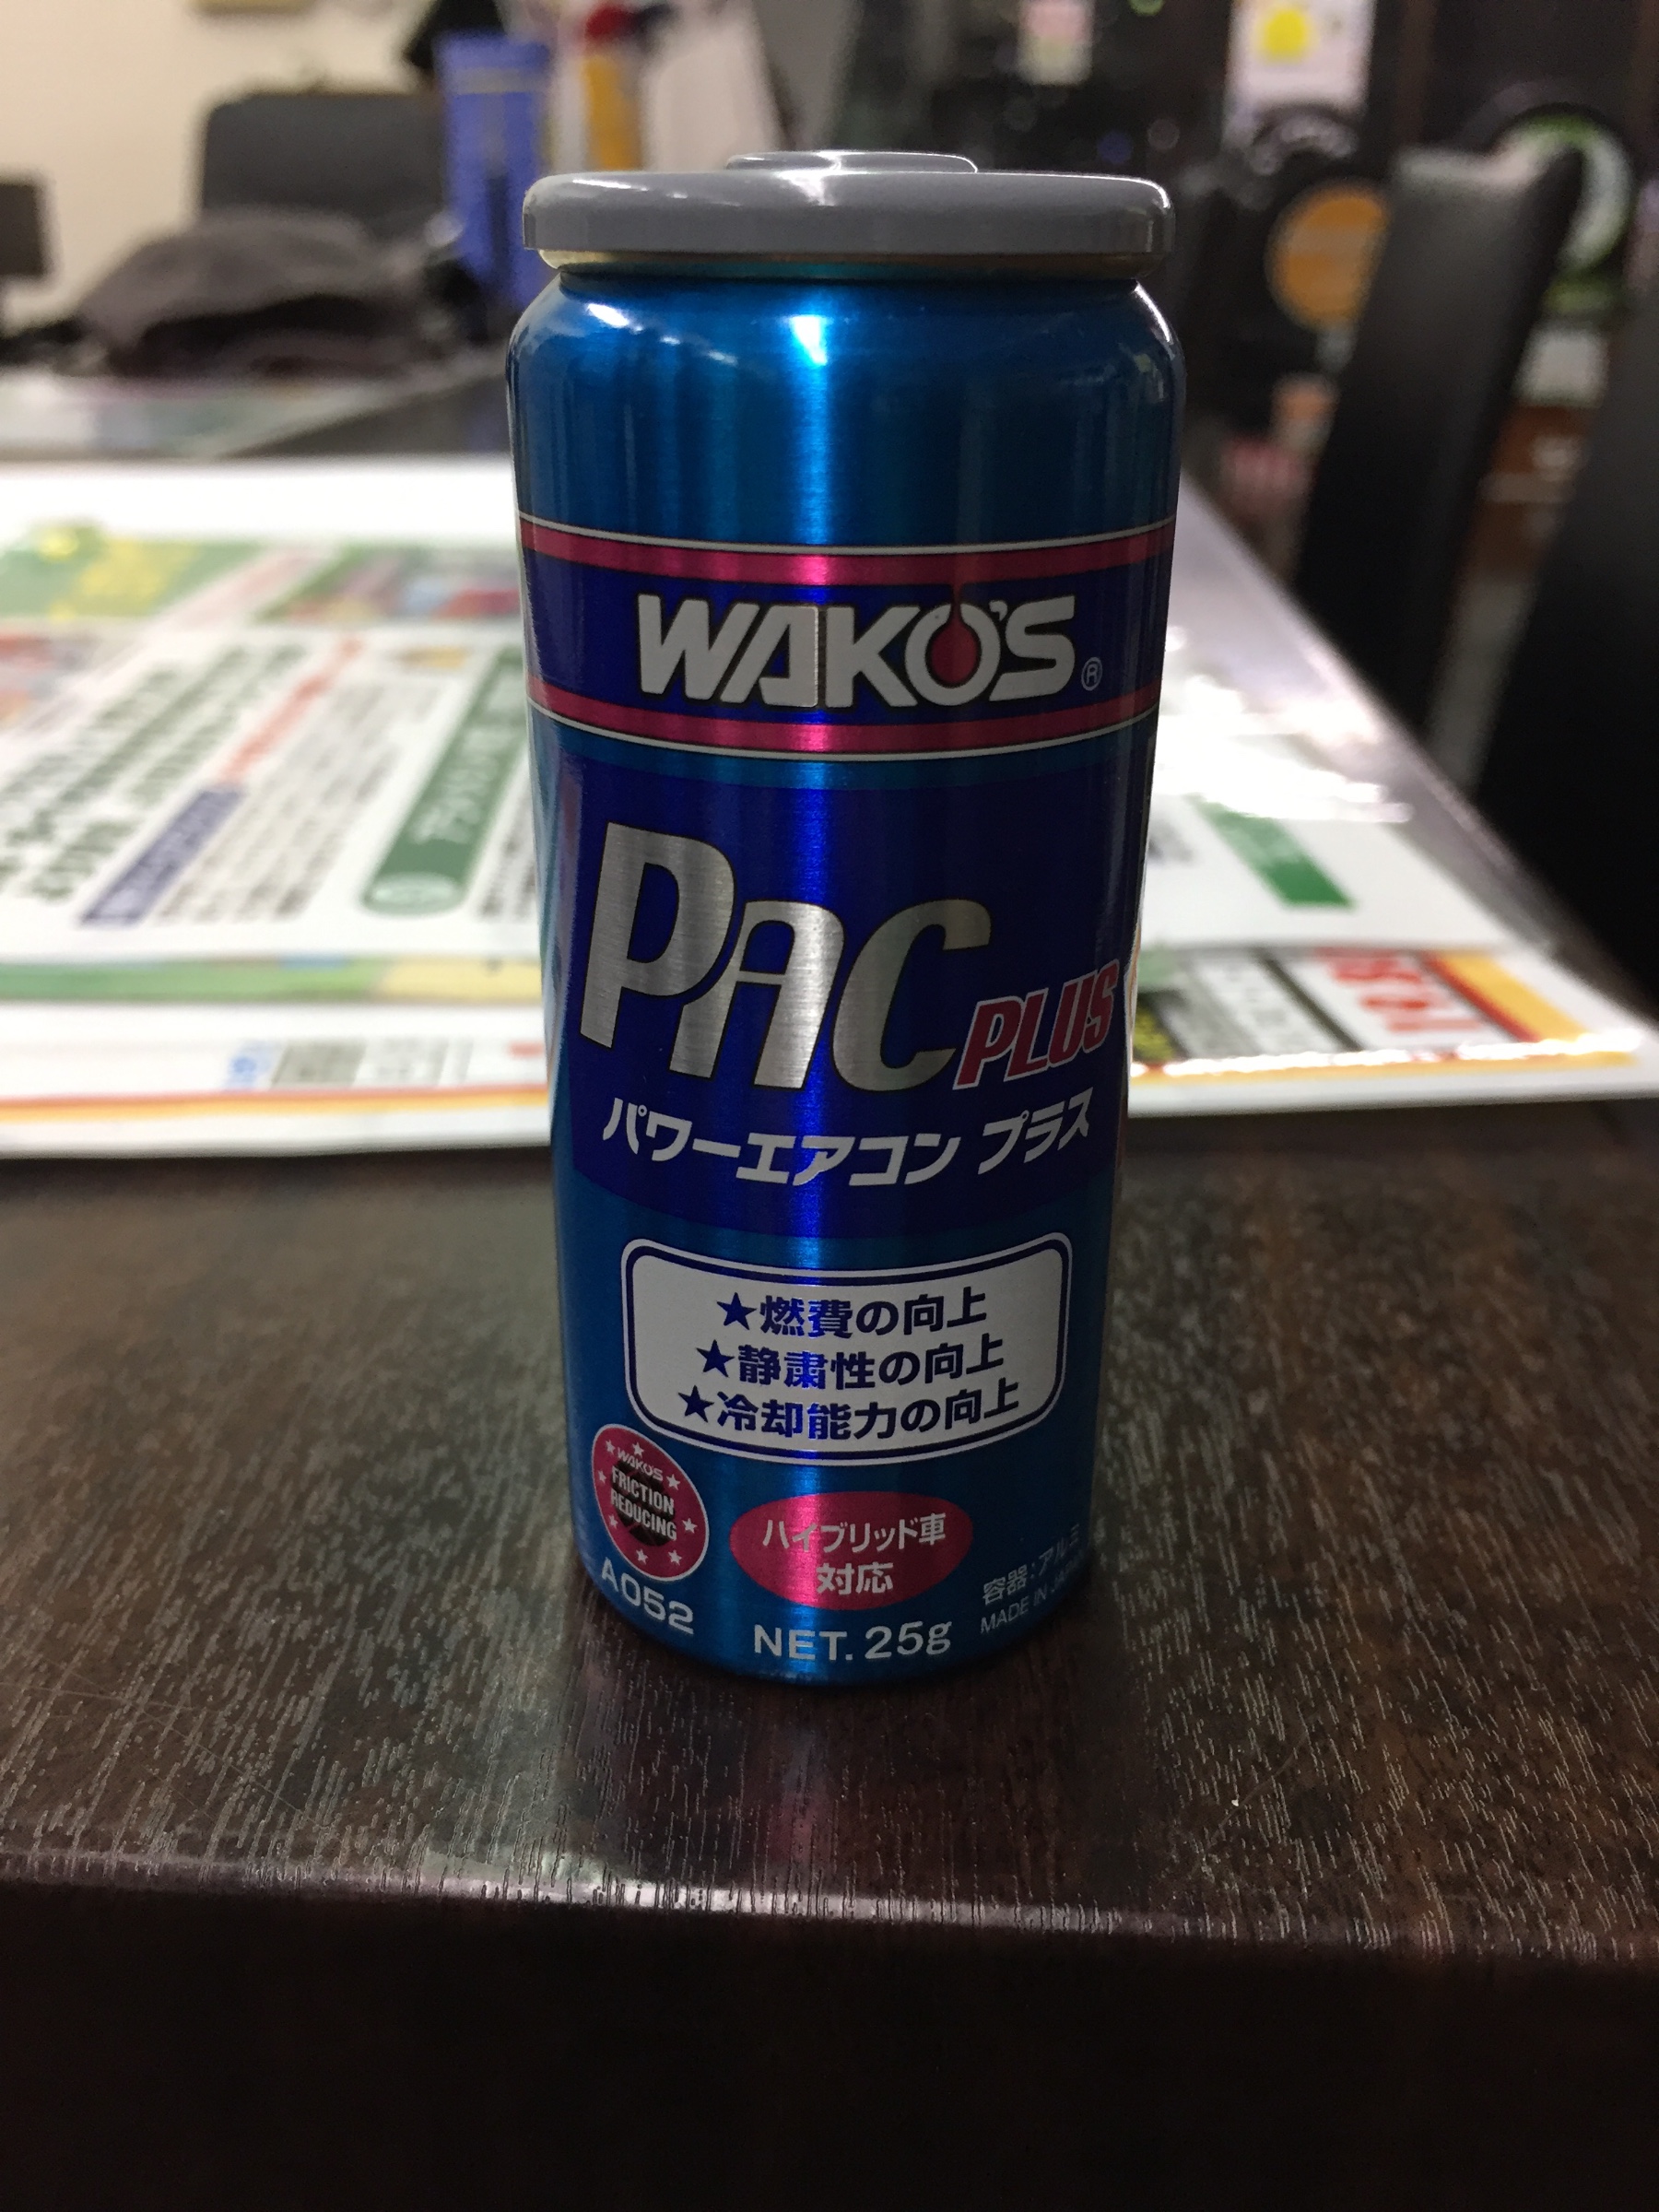 WAKO'S®
PAC PLUS
パワーエアコン プラス
★燃費の向上
★静粛性の向上
★冷却能力の向上
WAKO'S
FRICTION
REDUCING
ハイブリッド車
対応
A052
NET. 25g
容器:アルミ
MADE IN